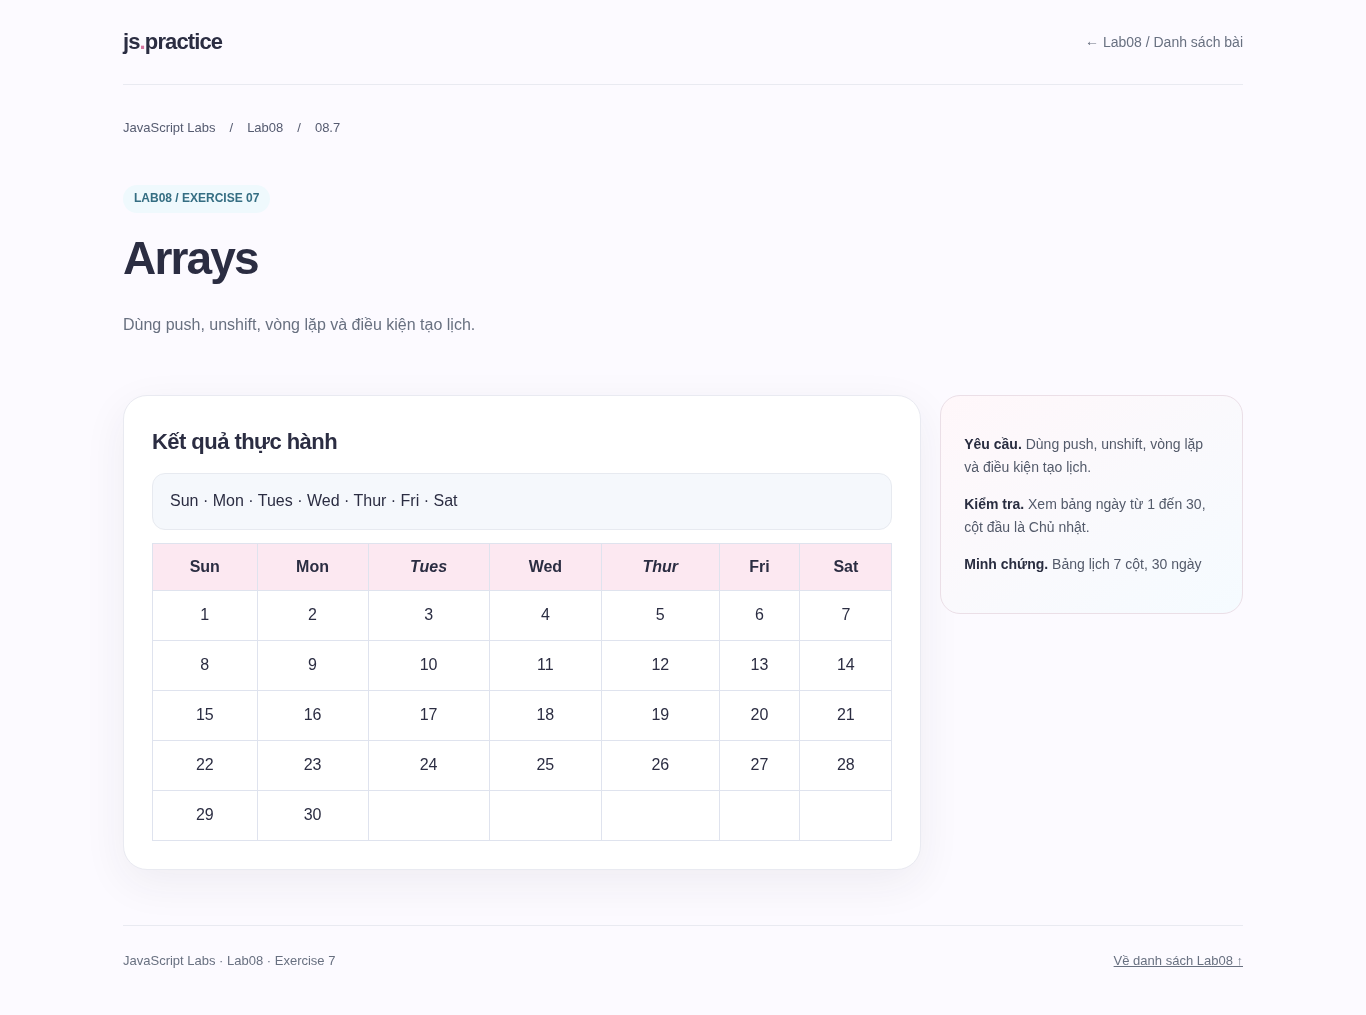 js.practice
← Lab08 / Danh sách bài
JavaScript Labs / Lab08 / 08.7
LAB08 / EXERCISE 07
Arrays
Dùng push, unshift, vòng lặp và điều kiện tạo lịch.
Kết quả thực hành
Sun · Mon · Tues · Wed · Thur · Fri · Sat
Sun Mon Tues Wed Thur Fri Sat
1 2 3 4 5 6 7
8 9 10 11 12 13 14
15 16 17 18 19 20 21
22 23 24 25 26 27 28
29 30
Yêu cầu. Dùng push, unshift, vòng lặp
và điều kiện tạo lịch.
Kiểm tra. Xem bảng ngày từ 1 đến 30,
cột đầu là Chủ nhật.
Minh chứng. Bảng lịch 7 cột, 30 ngày
JavaScript Labs · Lab08 · Exercise 7
Về danh sách Lab08 ↑